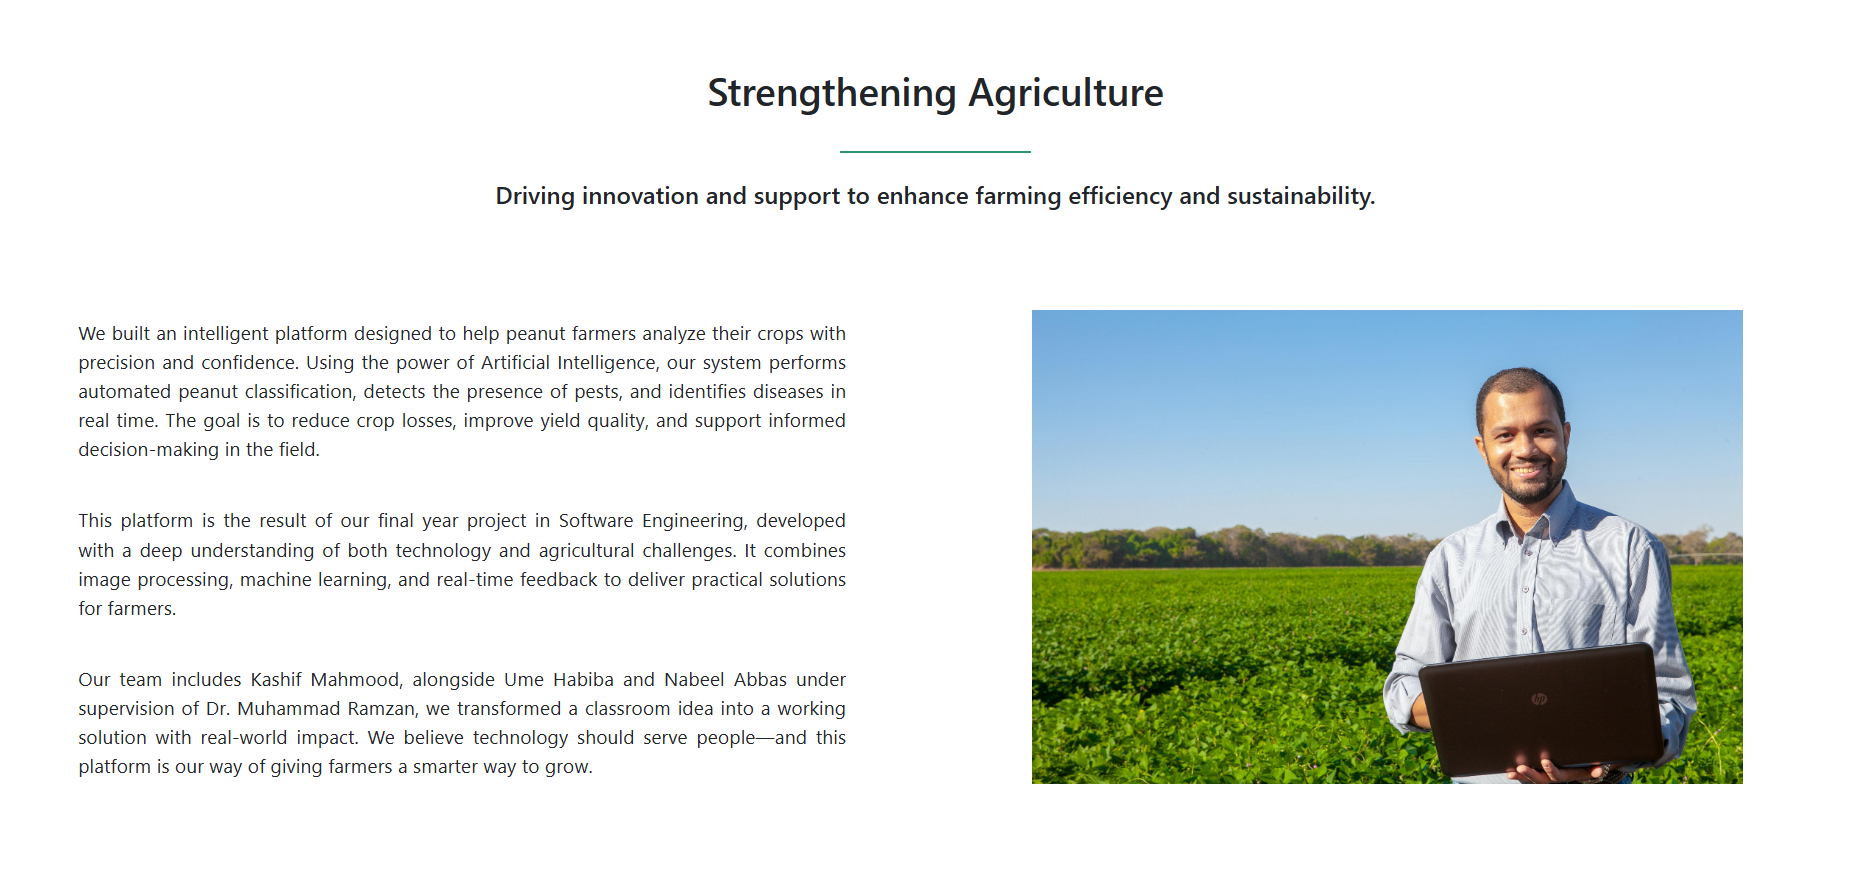 Strengthening Agriculture
Driving innovation and support to enhance farming efficiency and sustainability.
We built an intelligent platform designed to help peanut farmers analyze their crops with
precision and confidence. Using the power of Artificial Intelligence, our system performs
automated peanut classification, detects the presence of pests, and identifies diseases in
real time. The goal is to reduce crop losses, improve yield quality, and support informed
decision-making in the field.
This platform is the result of our final year project in Software Engineering, developed
with a deep understanding of both technology and agricultural challenges. It combines
image processing, machine learning, and real-time feedback to deliver practical solutions
for farmers.
Our team includes Kashif Mahmood, alongside Ume Habiba and Nabeel Abbas under
supervision of Dr. Muhammad Ramzan, we transformed a classroom idea into a working
solution with real-world impact. We believe technology should serve people—and this
platform is our way of giving farmers a smarter way to grow.
hp